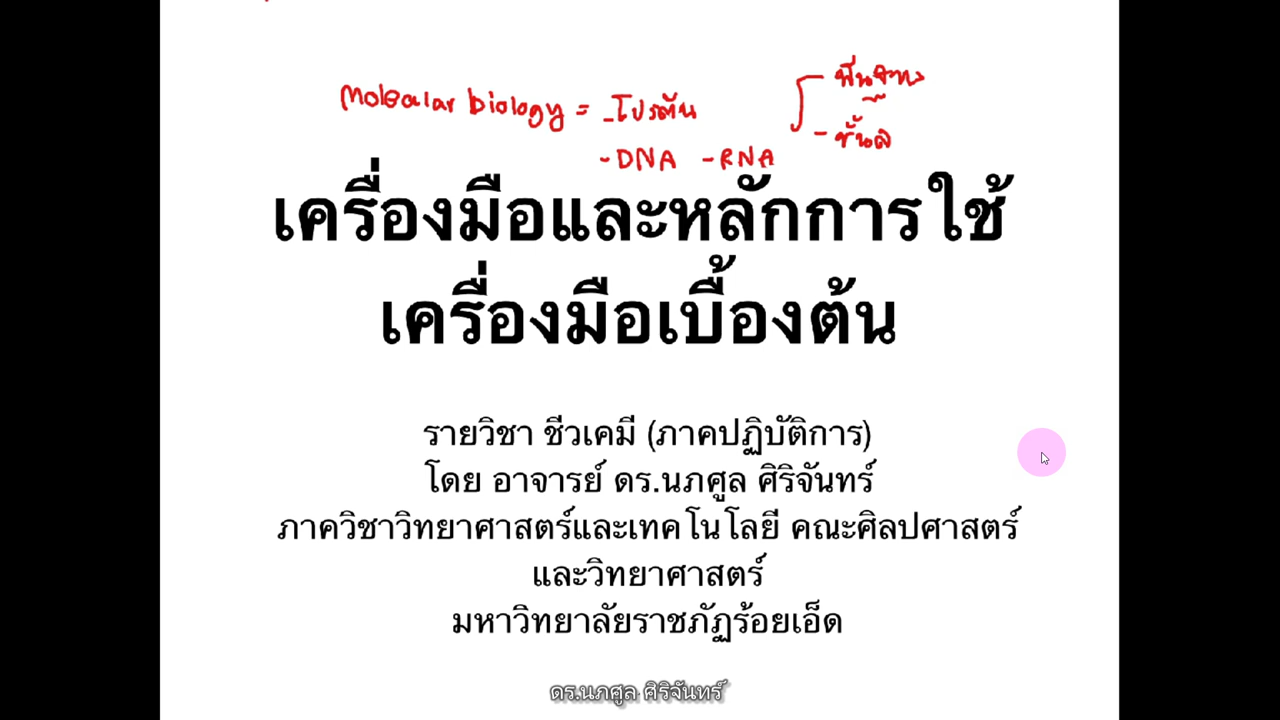 Molecular biology = - โปรตีน
- DNA - RNA
พื้นฐาน
- ขั้น
เครื่องมือและหลักการใช้
เครื่องมือเบื้องต้น
รายวิชา ชีวเคมี (ภาคปฏิบัติการ)
โดย อาจารย์ ดร.นภศูล ศิริจันทร์
ภาควิชาวิทยาศาสตร์และเทคโนโลยี คณะศิลปศาสตร์
และวิทยาศาสตร์
มหาวิทยาลัยราชภัฏร้อยเอ็ด
ดร.นภศูล ศิริจันทร์